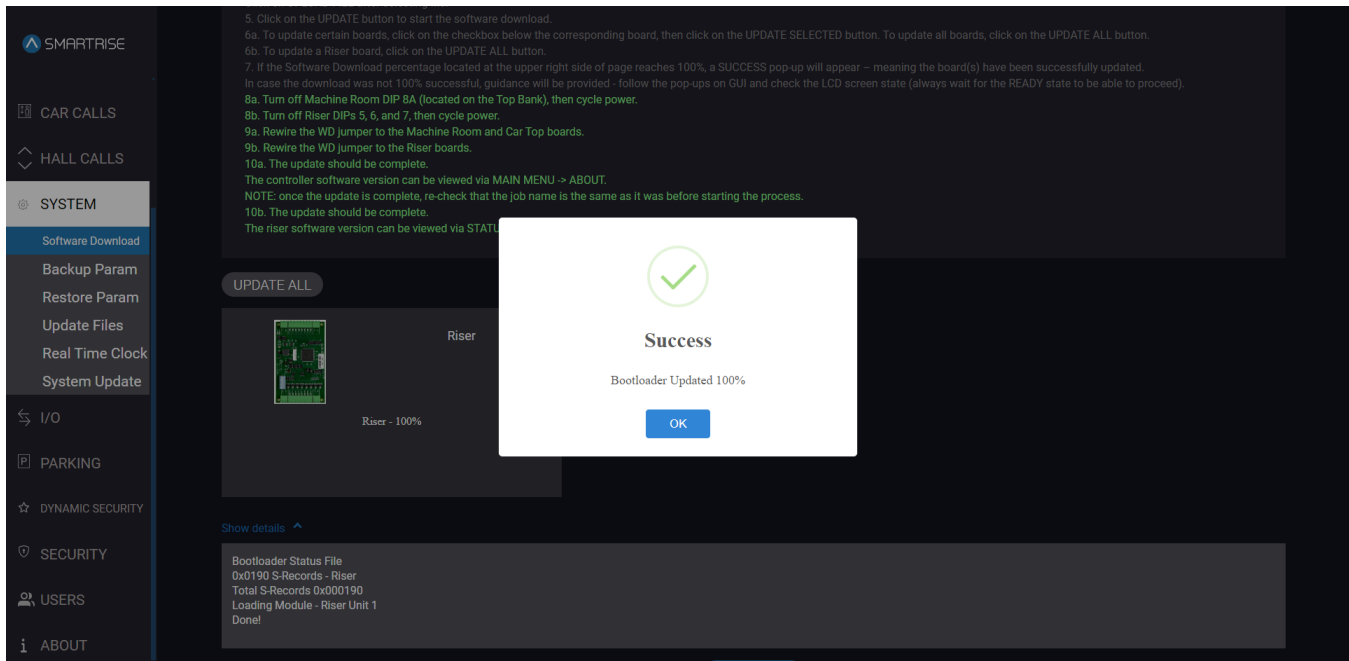 SMARTRISE
CAR CALLS
HALL CALLS
SYSTEM
Software Download
Backup Param
Restore Param
Update Files
Real Time Clock
System Update
I/O
PARKING
DYNAMIC SECURITY
SECURITY
USERS
ABOUT
5. Click on the UPDATE button to start the software download.
6a. To update certain boards, click on the checkbox below the corresponding board, then click on the UPDATE SELECTED button. To update all boards, click on the UPDATE ALL button.
6b. To update a Riser board, click on the UPDATE ALL button.
7. If the Software Download percentage located at the upper right side of page reaches 100%, a SUCCESS pop-up will appear – meaning the board(s) have been successfully updated.
In case the download was not 100% successful, guidance will be provided - follow the pop-ups on GUI and check the LCD screen state (always wait for the READY state to be able to proceed).
8a. Turn off Machine Room DIP 8A (located on the Top Bank), then cycle power.
8b. Turn off Riser DIPs 5, 6, and 7, then cycle power.
9a. Rewire the WD jumper to the Machine Room and Car Top boards.
9b. Rewire the WD jumper to the Riser boards.
10a. The update should be complete.
The controller software version can be viewed via MAIN MENU -> ABOUT.
NOTE: once the update is complete, re-check that the job name is the same as it was before starting the process.
10b. The update should be complete.
The riser software version can be viewed via STATU
UPDATE ALL
Riser
Riser - 100%
Success
Bootloader Updated 100%
OK
Show details
Bootloader Status File
0x0190 S-Records - Riser
Total S-Records 0x000190
Loading Module - Riser Unit 1
Done!